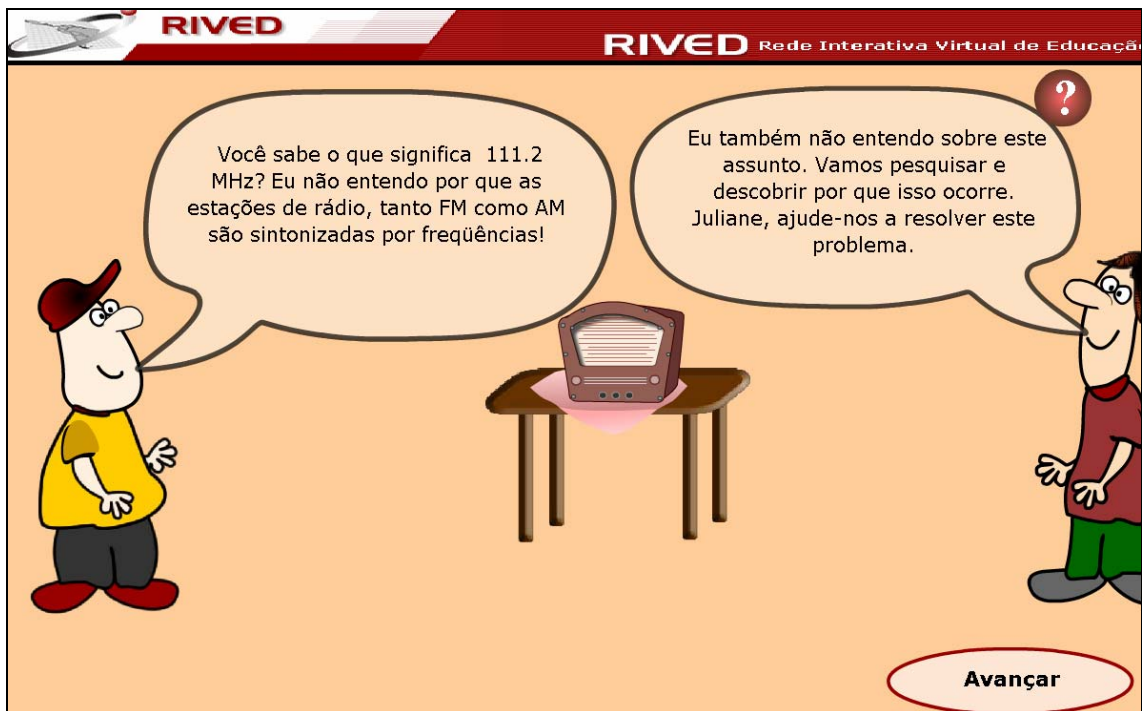 RIVED
RIVED Rede Interativa Virtual de Educaçã
?
Você sabe o que significa 111.2
MHz? Eu não entendo por que as
estações de rádio, tanto FM como AM
são sintonizadas por freqüências!
Eu também não entendo sobre este
assunto. Vamos pesquisar e
descobrir por que isso ocorre.
Juliane, ajude-nos a resolver este
problema.
Avançar